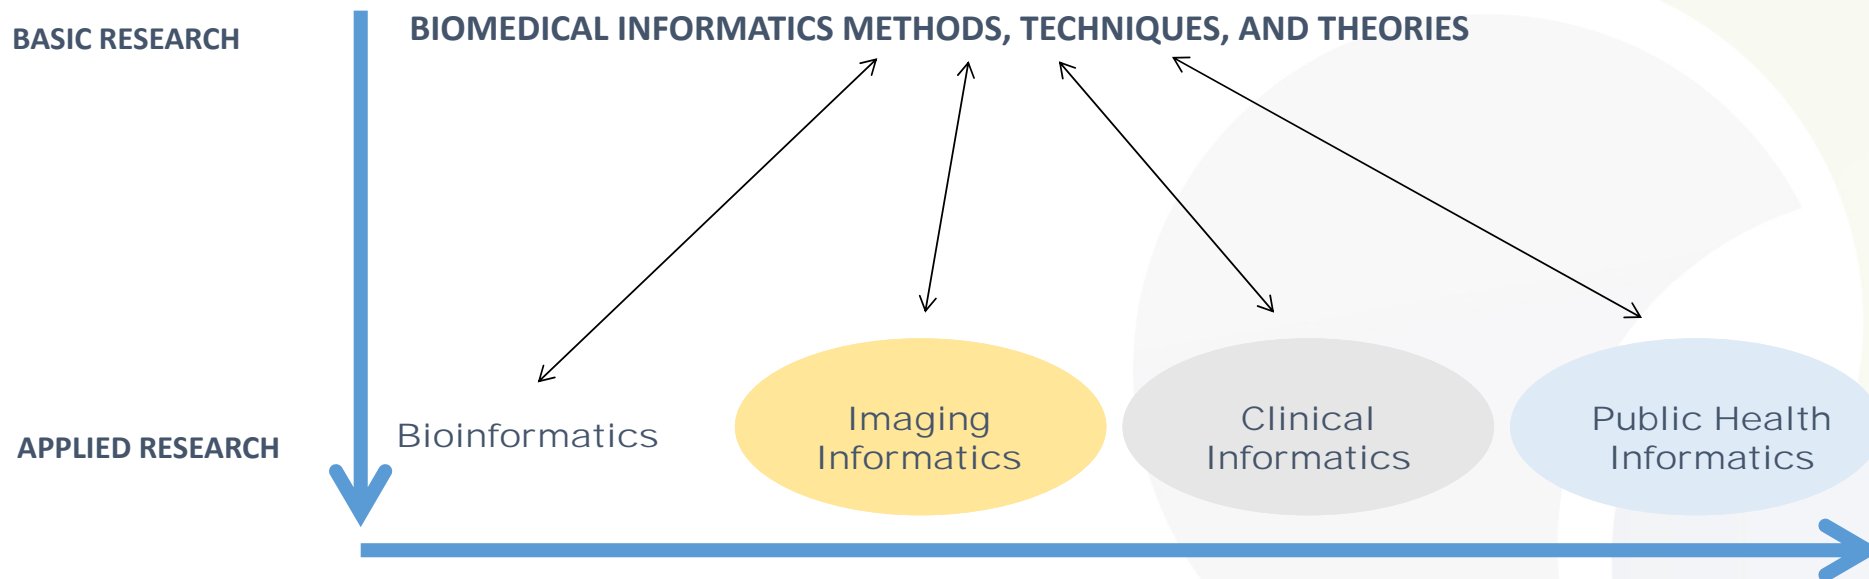 BASIC RESEARCH
BIOMEDICAL INFORMATICS METHODS, TECHNIQUES, AND THEORIES
APPLIED RESEARCH
Bioinformatics
Imaging
Informatics
Clinical
Informatics
Public Health
Informatics